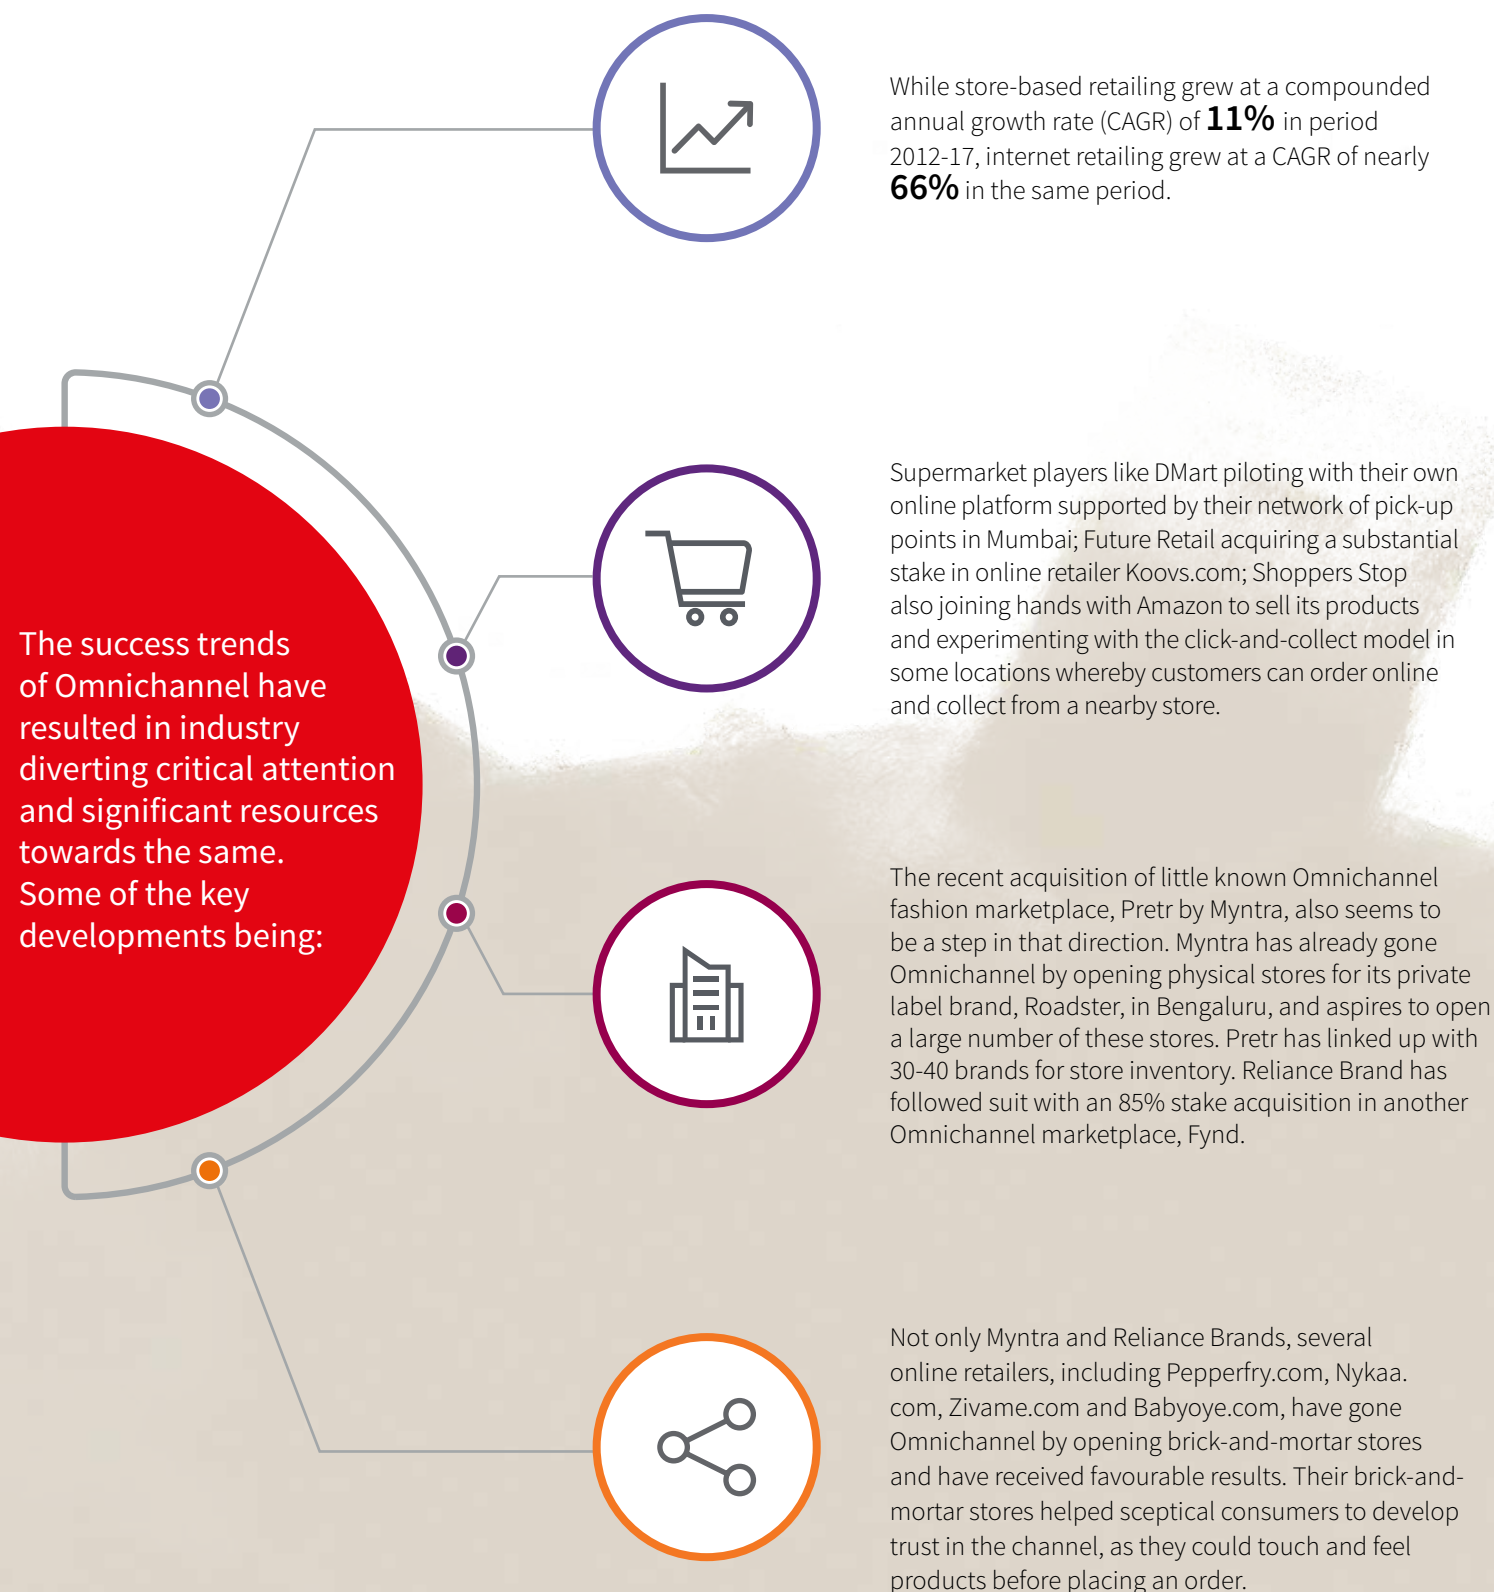 The success trends
of Omnichannel have
resulted in industry
diverting critical attention
and significant resources
towards the same.
Some of the key
developments being:
While store-based retailing grew at a compounded
annual growth rate (CAGR) of 11% in period
2012-17, internet retailing grew at a CAGR of nearly
66% in the same period.
Supermarket players like DMart piloting with their own
online platform supported by their network of pick-up
points in Mumbai; Future Retail acquiring a substantial
stake in online retailer Koovs.com; Shoppers Stop
also joining hands with Amazon to sell its products
and experimenting with the click-and-collect model in
some locations whereby customers can order online
and collect from a nearby store.
The recent acquisition of little known Omnichannel
fashion marketplace, Pretr by Myntra, also seems to
be a step in that direction. Myntra has already gone
Omnichannel by opening physical stores for its private
label brand, Roadster, in Bengaluru, and aspires to open
a large number of these stores. Pretr has linked up with
30-40 brands for store inventory. Reliance Brand has
followed suit with an 85% stake acquisition in another
Omnichannel marketplace, Fynd.
Not only Myntra and Reliance Brands, several
online retailers, including Pepperfry.com, Nykaa.
com, Zivame.com and Babyoye.com, have gone
Omnichannel by opening brick-and-mortar stores
and have received favourable results. Their brick-and-
mortar stores helped sceptical consumers to develop
trust in the channel, as they could touch and feel
products before placing an order.